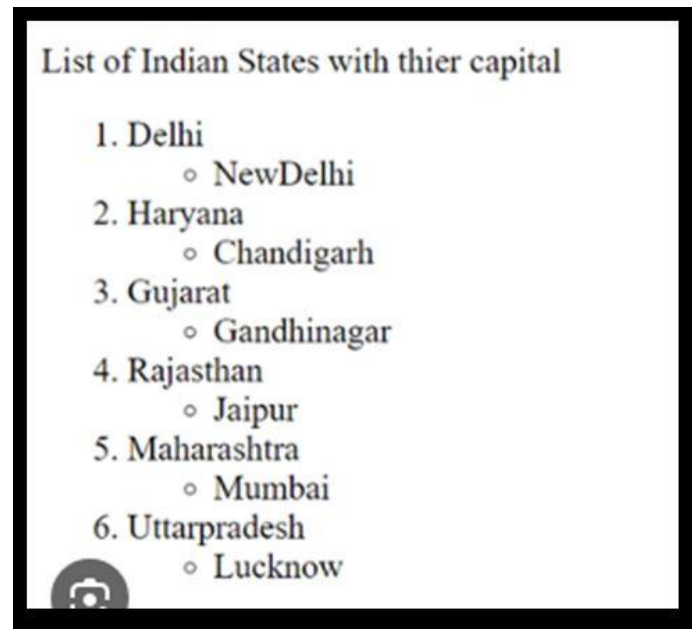 List of Indian States with thier capital
1. Delhi
○ NewDelhi
2. Haryana
○ Chandigarh
3. Gujarat
○ Gandhinagar
4. Rajasthan
○ Jaipur
5. Maharashtra
○ Mumbai
6. Uttarpradesh
○ Lucknow